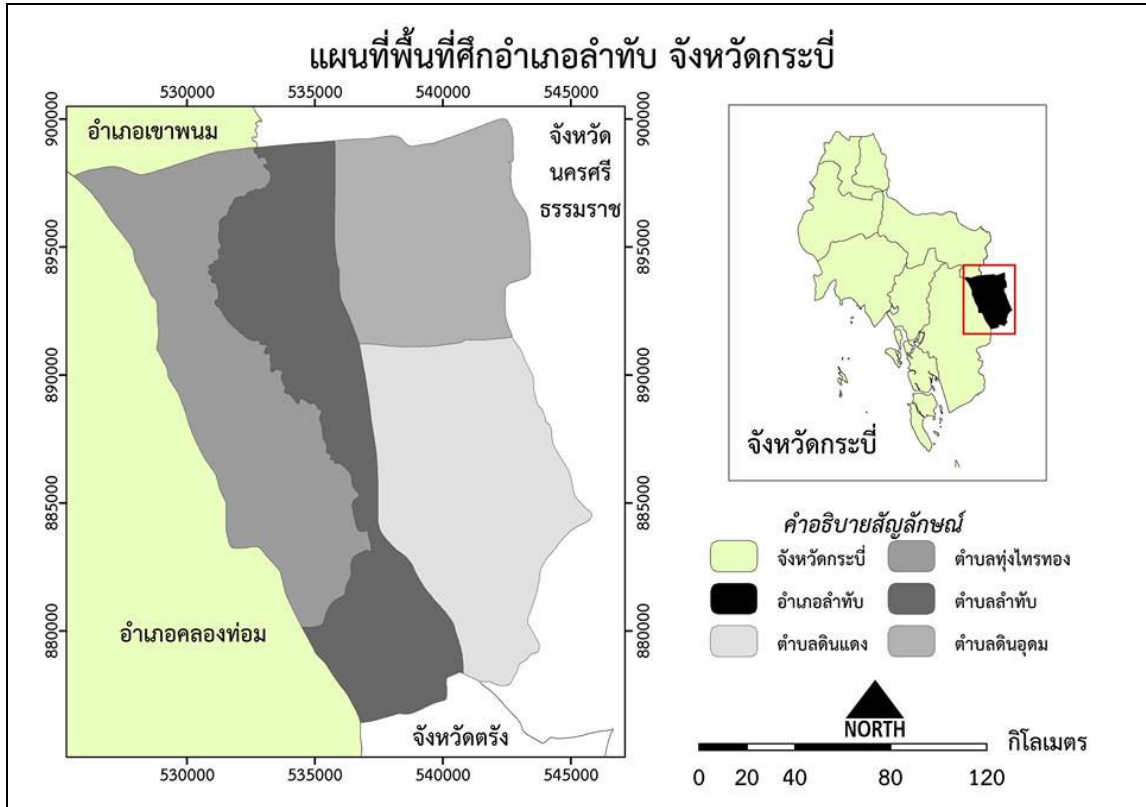 แผนที่พื้นที่ศึกอำเภอลำทับ จังหวัดกระบี่
530000 535000 540000 545000
900000
895000
890000
885000
880000
อำเภอเขาพนม
จังหวัด
นครศรี
ธรรมราช
900000
895000
890000
885000
880000
อำเภอคลองท่อม
จังหวัดตรัง
530000 535000 540000 545000
จังหวัดกระบี่
คำอธิบายสัญลักษณ์
จังหวัดกระบี่ ตำบลทุ่งไทรทอง
อำเภอลำทับ ตำบลลำทับ
ตำบลดินแดง ตำบลดินอุดม
NORTH
กิโลเมตร
0 20 40 80 120